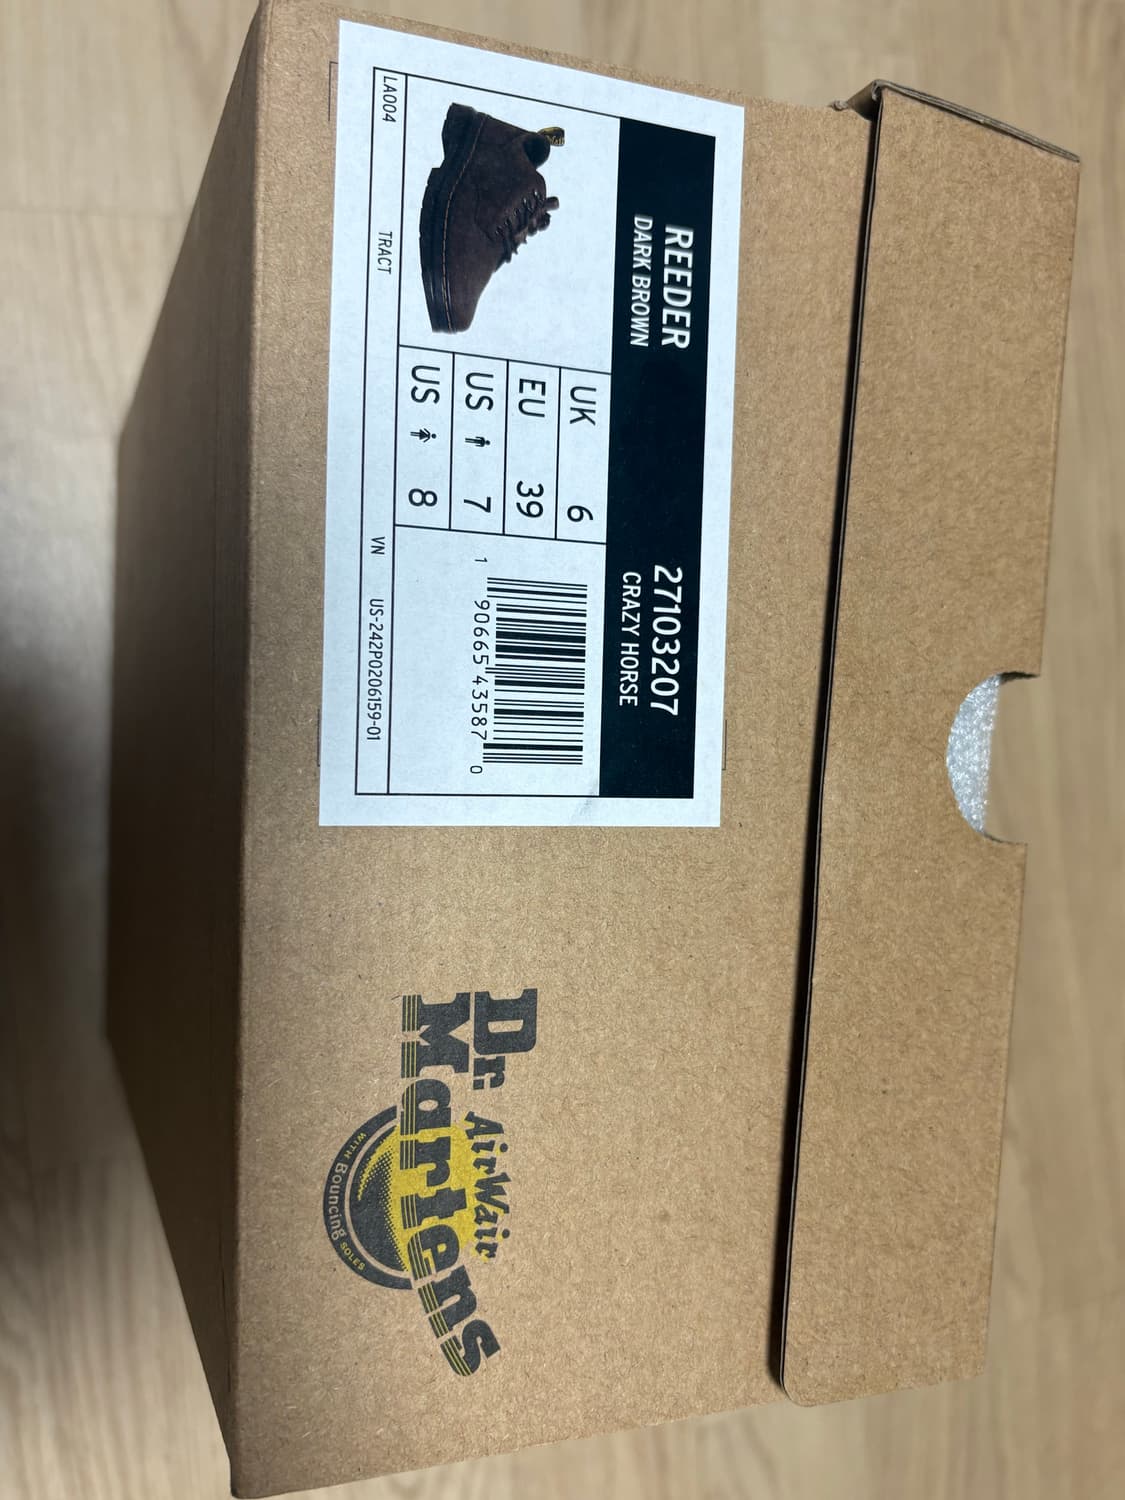 REEDER
DARK BROWN
27103207
CRAZY HORSE
UK 6
EU 39
US 7
US 8
1 90665 43587 0
LA004 TRACT VN US-242P0206159-01
Dr.
AirWair
Martens
WITH Bouncing SOLES